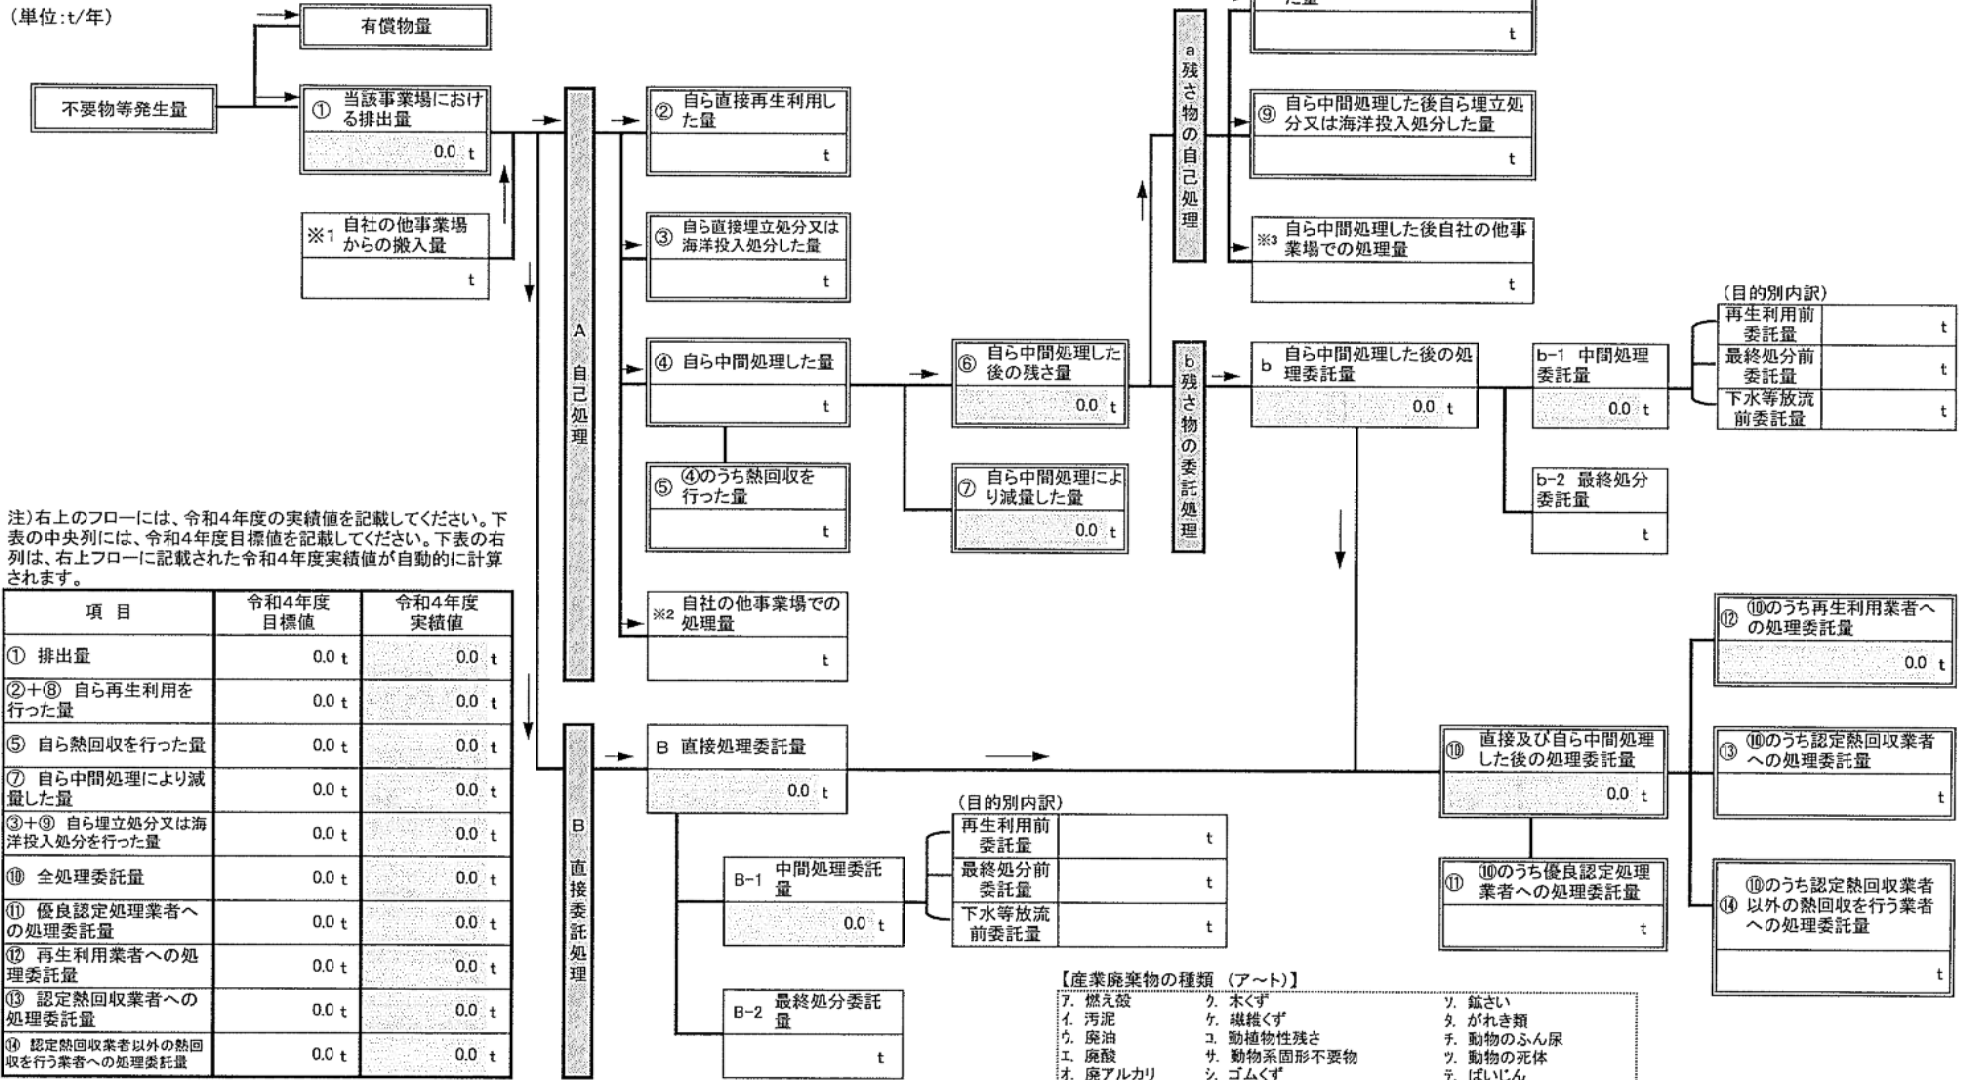 (単位:t/年)
有償物量
不要物等発生量
① 当該事業場におけ
る排出量
0.0 t
※1 自社の他事業場
からの搬入量
t
A 自己処理
② 自ら直接再生利用し
た量
t
③ 自ら直接埋立処分又は
海洋投入処分した量
t
④ 自ら中間処理した量
t
⑤ ④のうち熱回収を
行った量
t
※2 自社の他事業場での
処理量
t
⑥ 自ら中間処理した
後の残さ量
0.0 t
⑦ 自ら中間処理によ
り減量した量
0.0 t
a 残さ物の自己処理
t
⑨ 自ら中間処理した後自ら埋立処
分又は海洋投入処分した量
t
※3 自ら中間処理した後自社の他事
業場での処理量
t
b 残さ物の委託処理
b 自ら中間処理した後の処
理委託量
0.0 t
b-1 中間処理
委託量
0.0 t
(目的別内訳)
再生利用前
委託量
t
最終処分前
委託量
t
下水等放流
前委託量
t
b-2 最終処分
委託量
t
注)右上のフローには、令和4年度の実績値を記載してください。下
表の中央列には、令和4年度目標値を記載してください。下表の右
列は、右上フローに記載された令和4年度実績値が自動的に計算
されます。
項 目
令和4年度
目標値
令和4年度
実績値
① 排出量
0.0 t 0.0 t
②+⑧ 自ら再生利用を
行った量
0.0 t 0.0 t
⑤ 自ら熱回収を行った量
0.0 t 0.0 t
⑦ 自ら中間処理により減
量した量
0.0 t 0.0 t
③+⑨ 自ら埋立処分又は海
洋投入処分を行った量
0.0 t 0.0 t
⑩ 全処理委託量
0.0 t 0.0 t
⑪ 優良認定処理業者へ
の処理委託量
0.0 t 0.0 t
⑫ 再生利用業者への処
理委託量
0.0 t 0.0 t
⑬ 認定熱回収業者への
処理委託量
0.0 t 0.0 t
⑭ 認定熱回収業者以外の熱回
収を行う業者への処理委託量
0.0 t 0.0 t
B 直接委託処理
B 直接処理委託量
0.0 t
B-1 中間処理委託
量
0.0 t
(目的別内訳)
再生利用前
委託量
t
最終処分前
委託量
t
下水等放流
前委託量
t
B-2 最終処分委託
量
t
⑩ 直接及び自ら中間処理
した後の処理委託量
0.0 t
⑪ ⑩のうち優良認定処理
業者への処理委託量
t
⑫ ⑩のうち再生利用業者へ
の処理委託量
0.0 t
⑬ ⑩のうち認定熱回収業者
への処理委託量
t
⑭ ⑩のうち認定熱回収業者
以外の熱回収を行う業者
への処理委託量
t
【産業廃棄物の種類 (ア~ト)】
ア. 燃え殻 ク. 木くず ソ. 鉱さい
イ. 汚泥 ケ. 繊維くず タ. がれき類
ウ. 廃油 コ. 動植物性残さ チ. 動物のふん尿
エ. 廃酸 サ. 動物系固形不要物 ツ. 動物の死体
オ. 廃アルカリ シ. ゴムくず テ. ばいじん